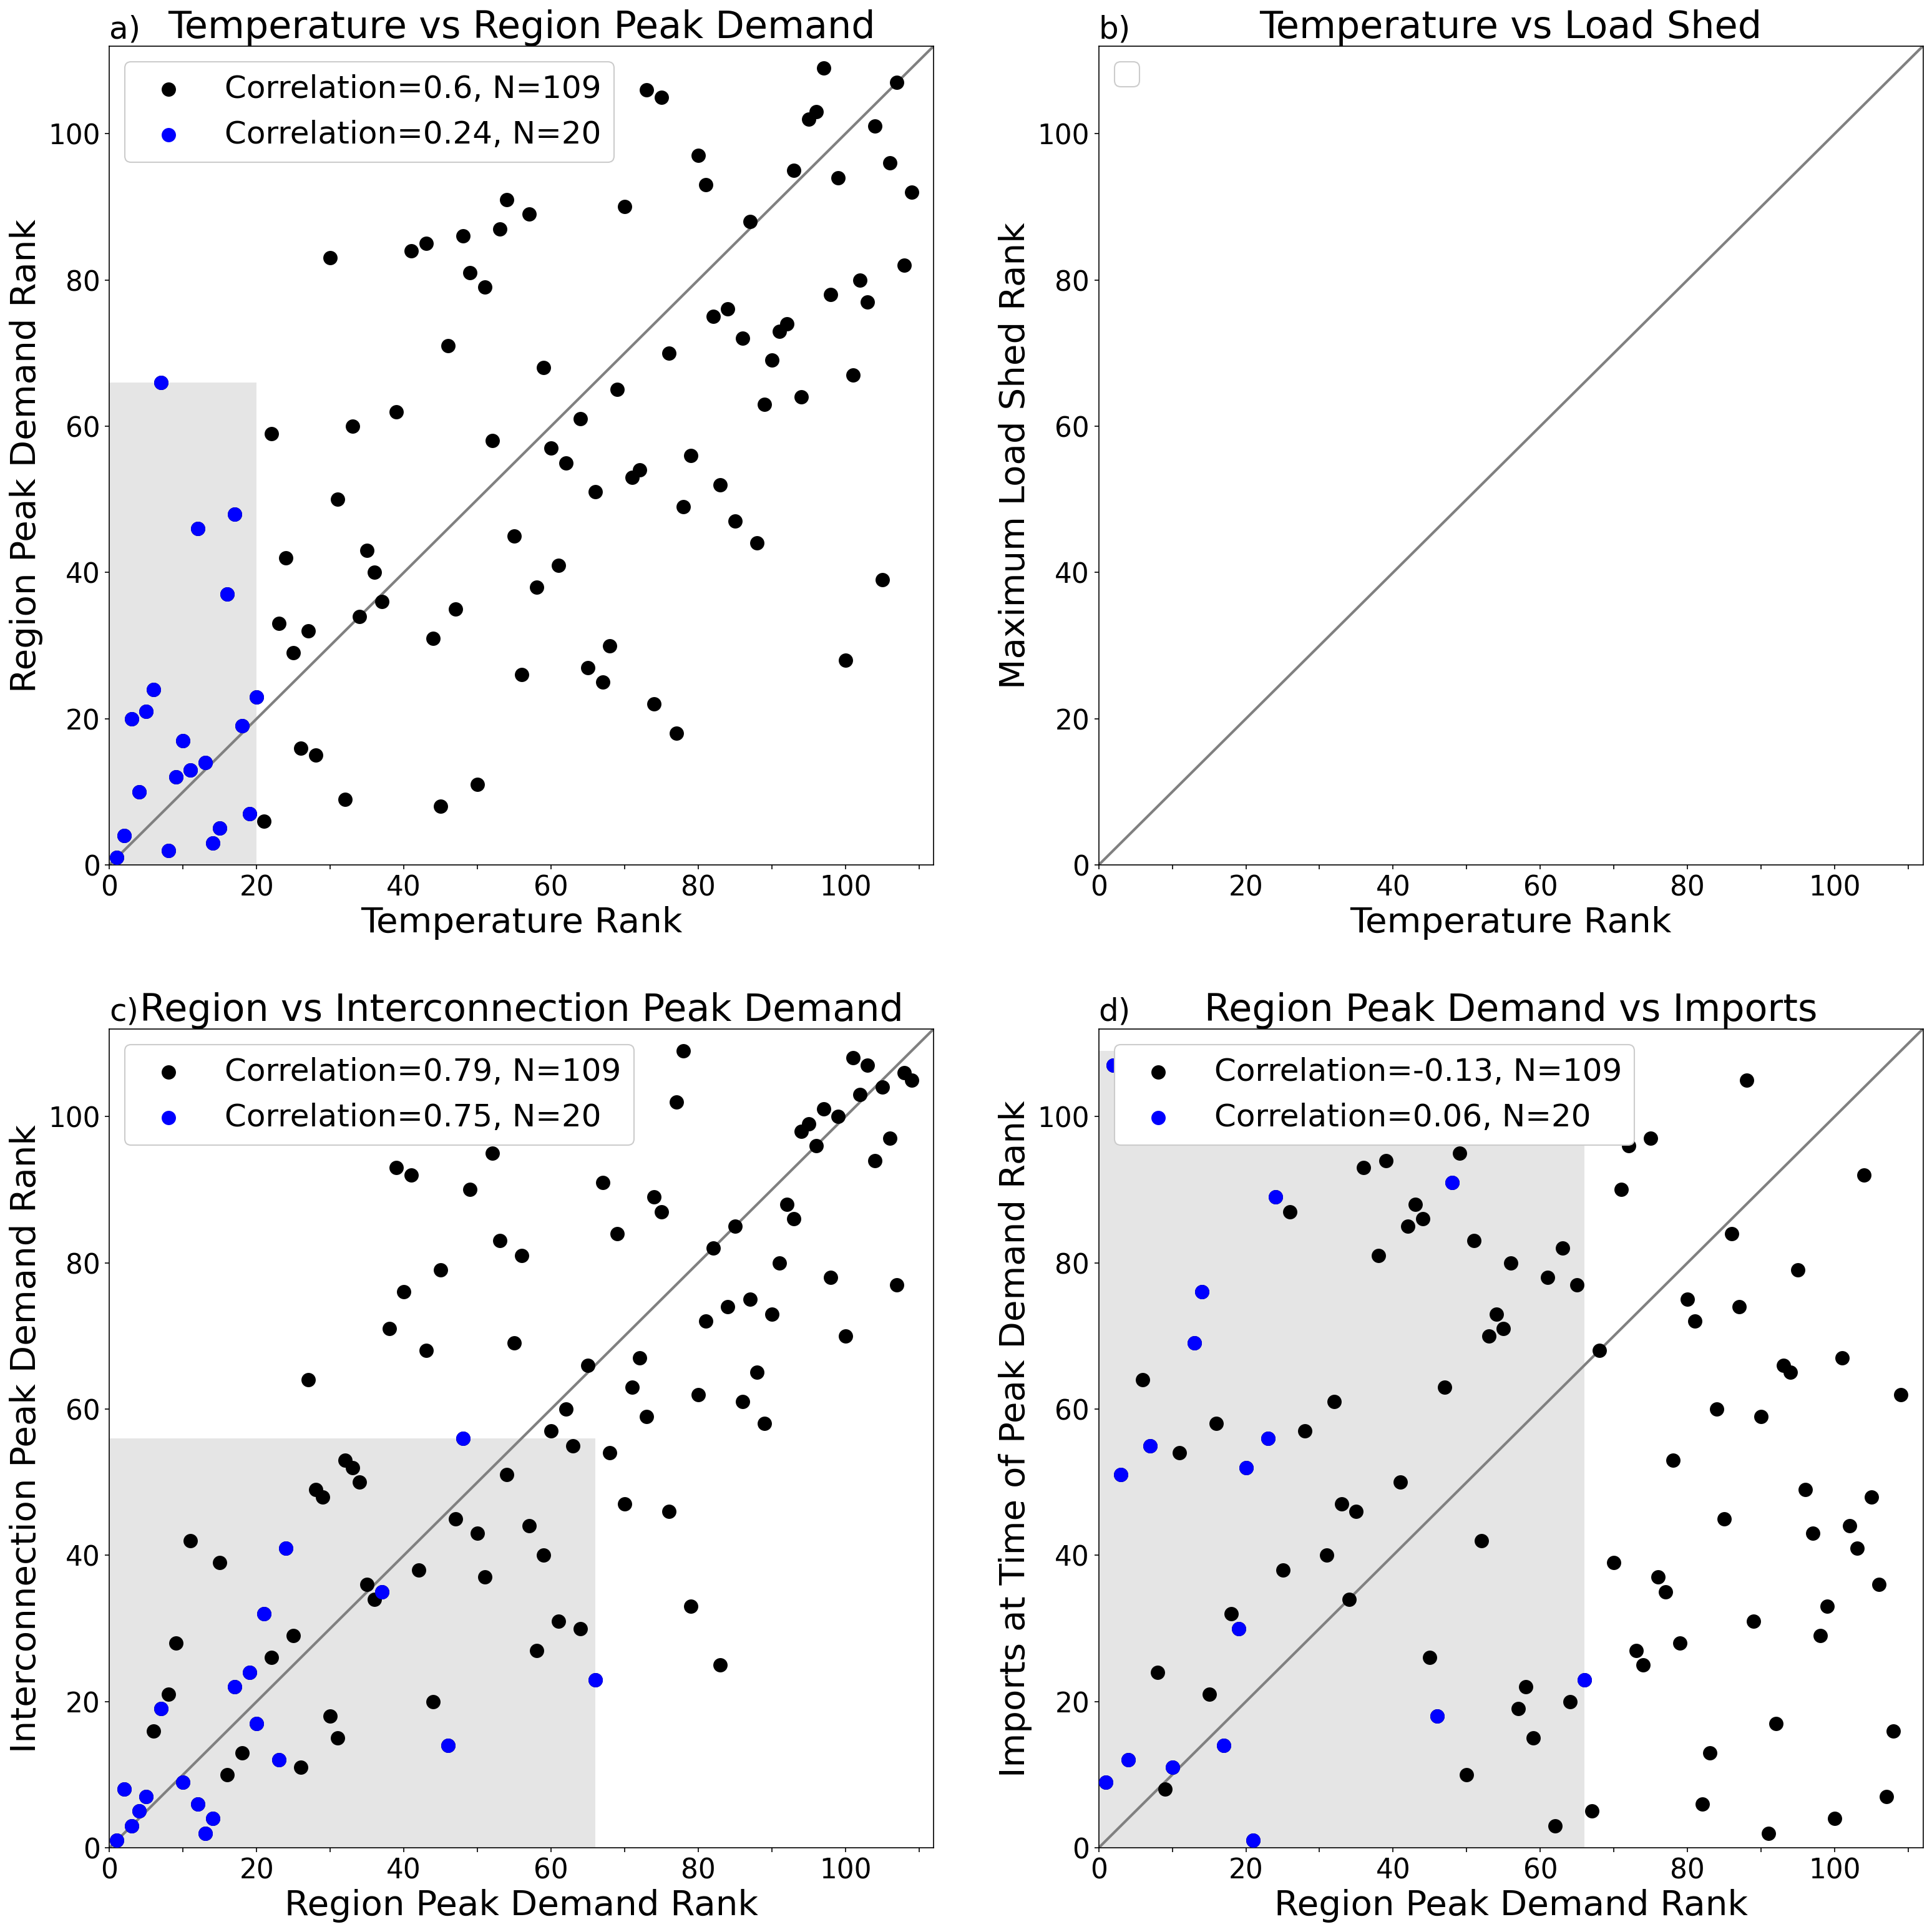 a) Temperature vs Region Peak Demand
Correlation=0.6, N=109
Correlation=0.24, N=20
Region Peak Demand Rank
100
80
60
40
20
0
0 20 40 60 80 100
Temperature Rank
b) Temperature vs Load Shed
Maximum Load Shed Rank
100
80
60
40
20
0
0 20 40 60 80 100
Temperature Rank
c) Region vs Interconnection Peak Demand
Correlation=0.79, N=109
Correlation=0.75, N=20
Interconnection Peak Demand Rank
100
80
60
40
20
0
0 20 40 60 80 100
Region Peak Demand Rank
d) Region Peak Demand vs Imports
Correlation=-0.13, N=109
Correlation=0.06, N=20
Imports at Time of Peak Demand Rank
100
80
60
40
20
0
0 20 40 60 80 100
Region Peak Demand Rank